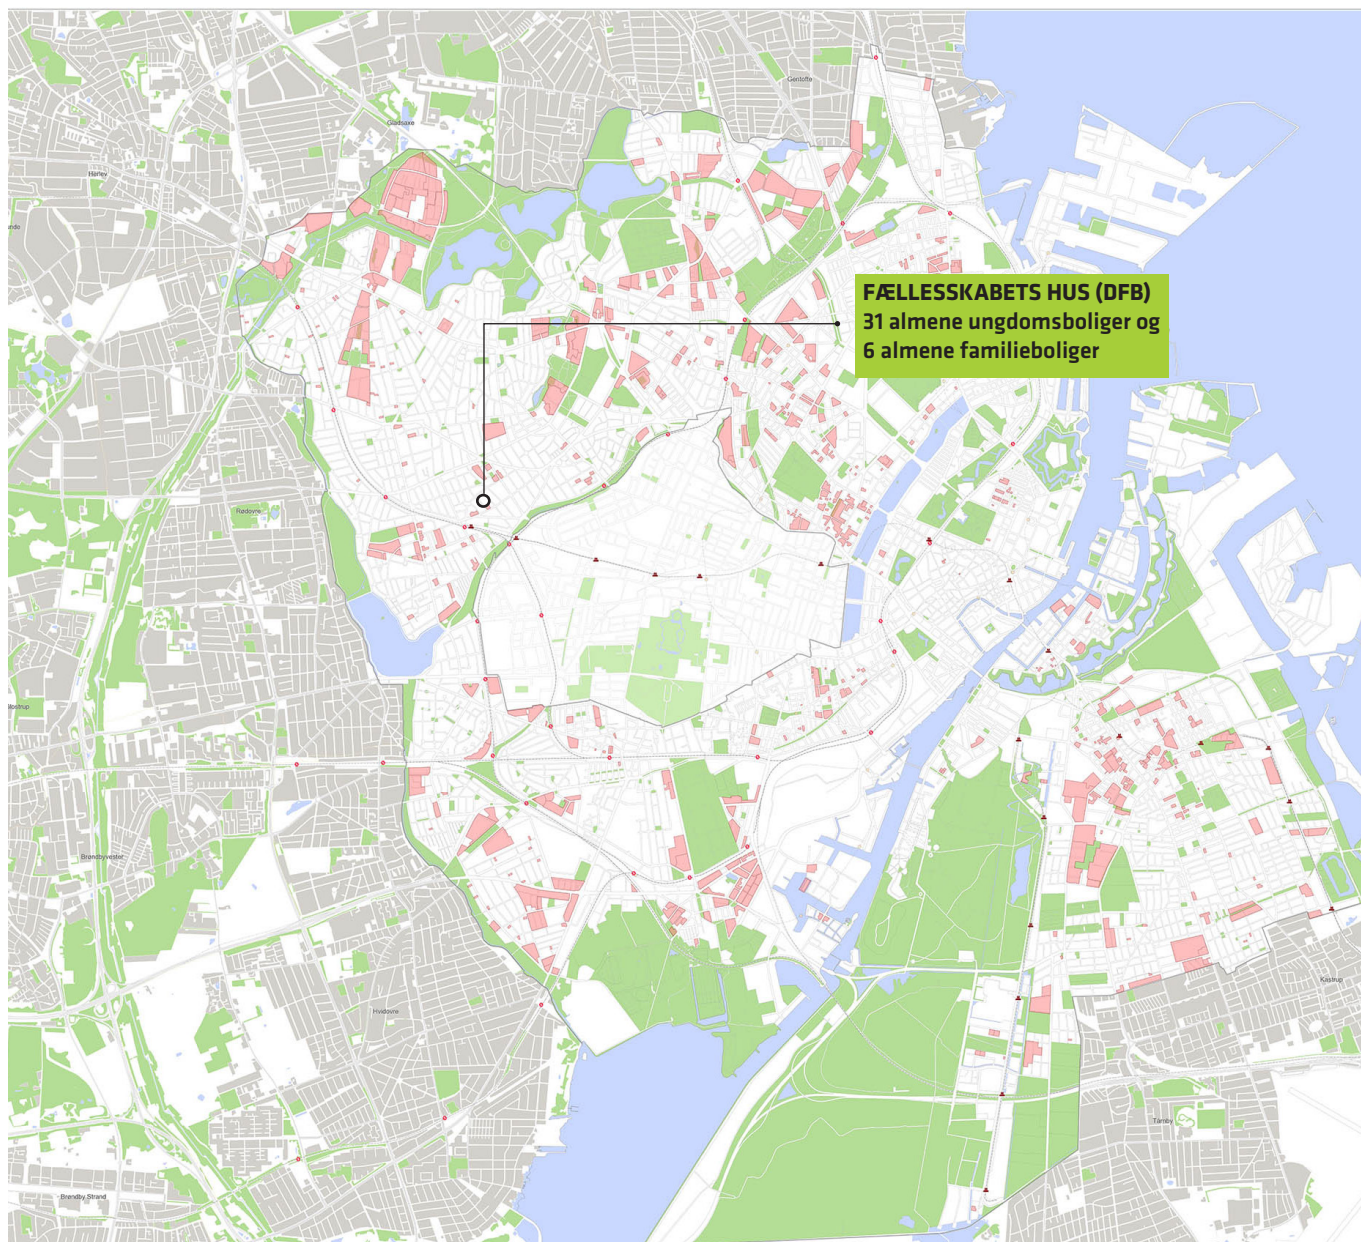 Gentofte
Gladsaxe
Herlev
FÆLLESSKABETS HUS (DFB)
31 almene ungdomsboliger og
6 almene familieboliger
Rødovre
Brøndbyvester
Kastrup
Hvidovre
Tårnby
Brøndby Strand